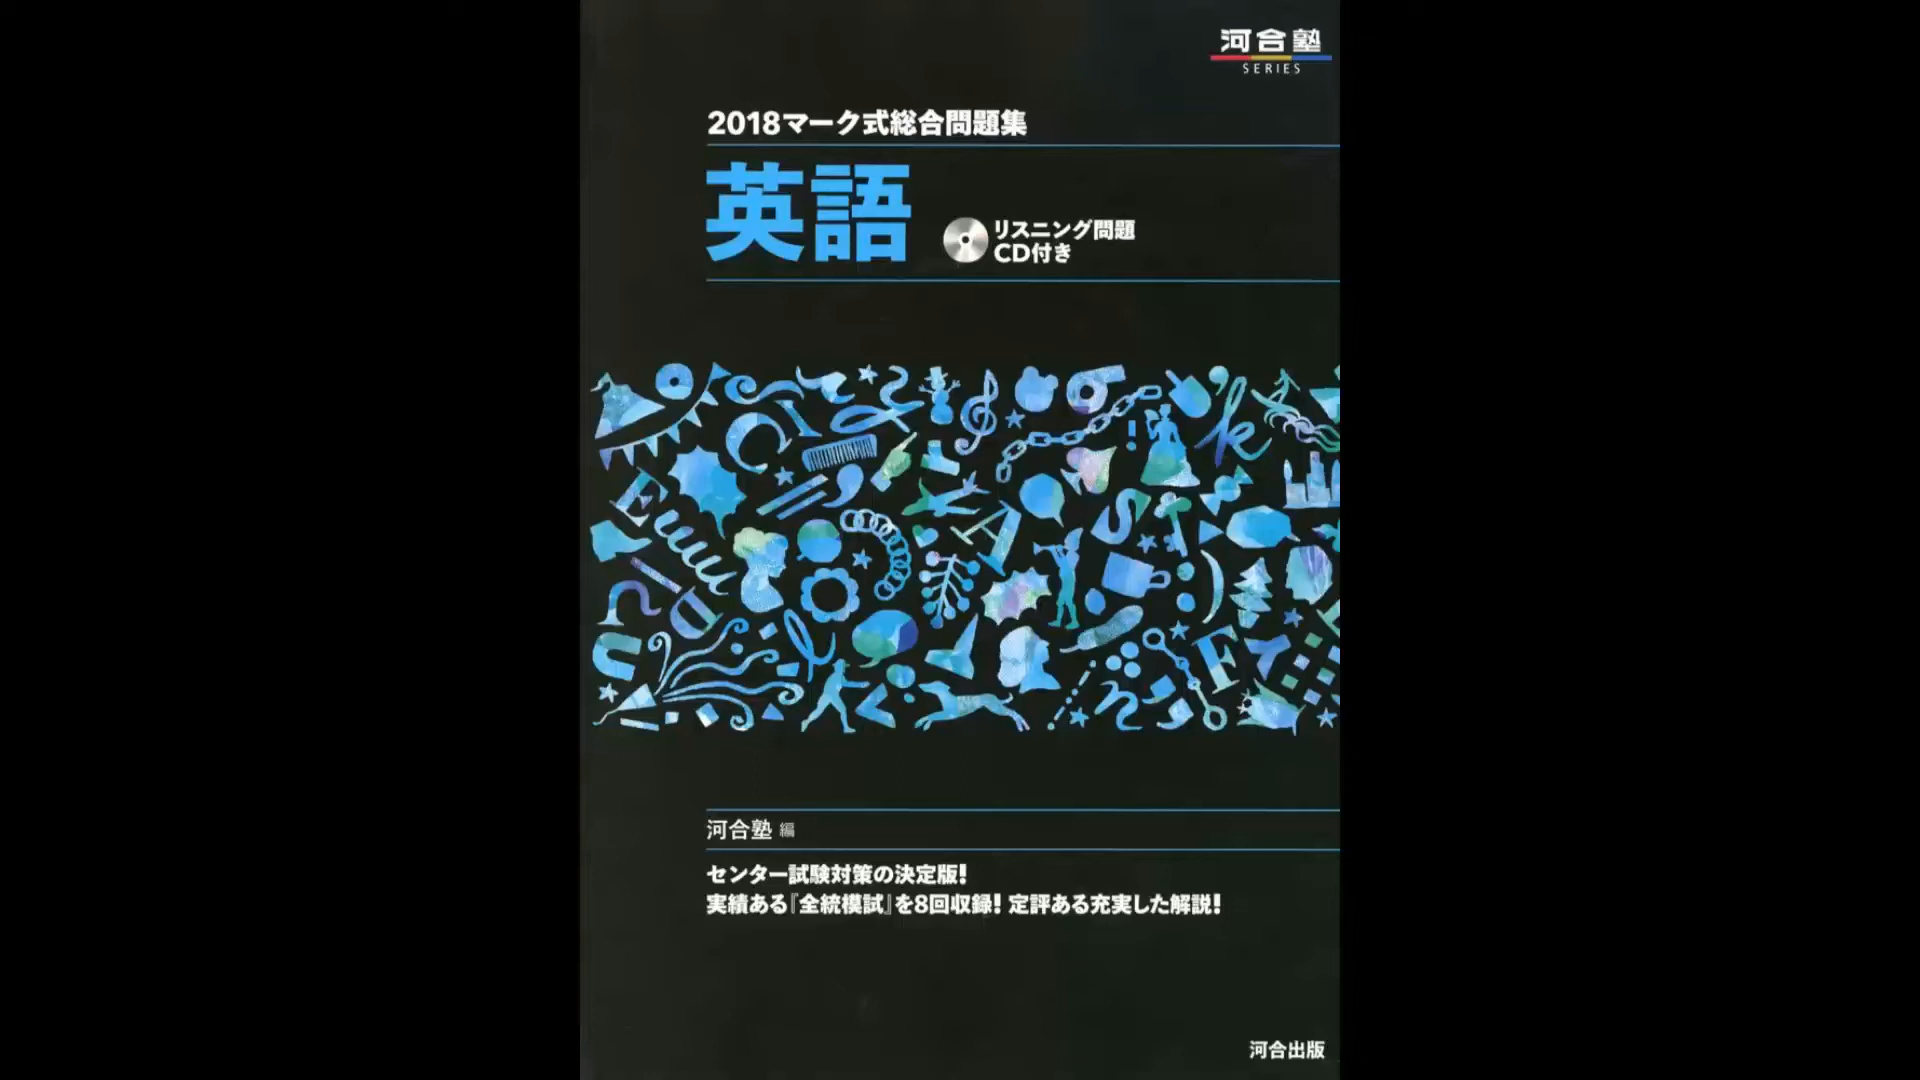 河合塾
SERIES
2018マーク式総合問題集
英語
リスニング問題
CD付き
河合塾 編
センター試験対策の決定版!
実績ある『全統模試』を8回収録! 定評ある充実した解説!
河合出版